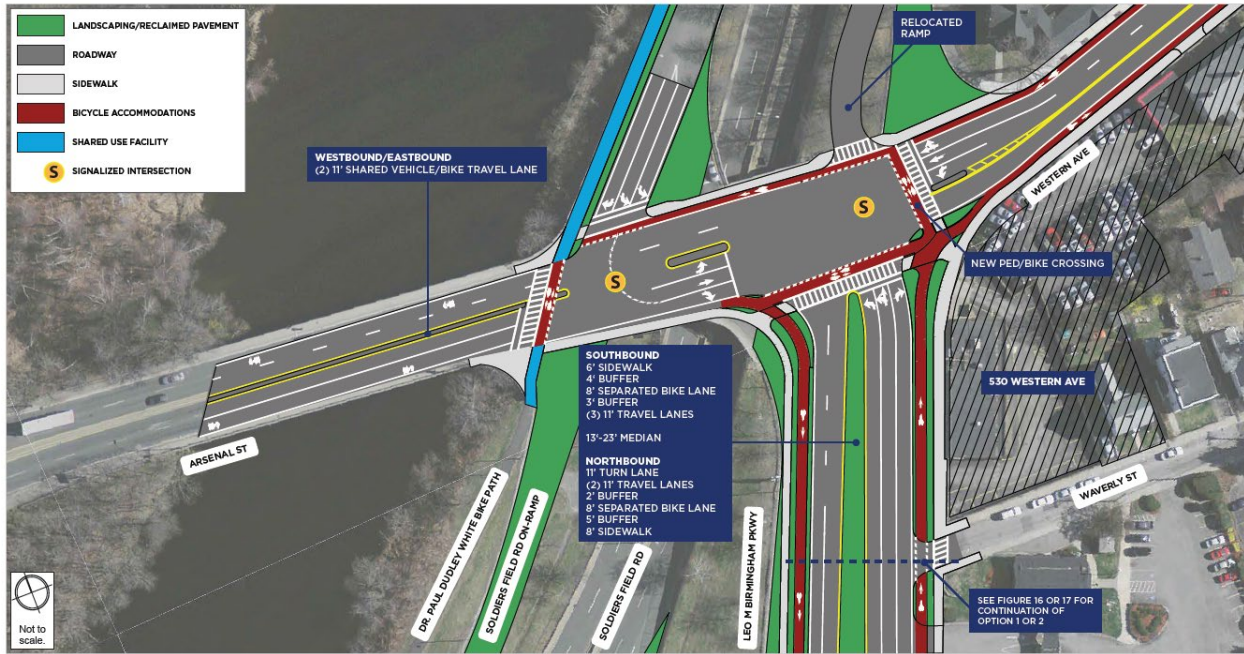 LANDSCAPING/RECLAIMED PAVEMENT
ROADWAY
SIDEWALK
BICYCLE ACCOMMODATIONS
SHARED USE FACILITY
S SIGNALIZED INTERSECTION
RELOCATED
RAMP
WESTBOUND/EASTBOUND
(2) 11' SHARED VEHICLE/BIKE TRAVEL LANE
WESTERN AVE
S
S
NEW PED/BIKE CROSSING
ARSENAL ST
SOUTHBOUND
6' SIDEWALK
4' BUFFER
8' SEPARATED BIKE LANE
3' BUFFER
(3) 11' TRAVEL LANES
13'-23' MEDIAN
NORTHBOUND
11' TURN LANE
(2) 11' TRAVEL LANES
2' BUFFER
8' SEPARATED BIKE LANE
5' BUFFER
8' SIDEWALK
530 WESTERN AVE
WAVERLY ST
DR. PAUL DUDLEY WHITE BIKE PATH
SOLDIERS FIELD RD ON-RAMP
SOLDIERS FIELD RD
LEO M BIRMINGHAM PKWY
SEE FIGURE 16 OR 17 FOR
CONTINUATION OF
OPTION 1 OR 2
Not to
scale.